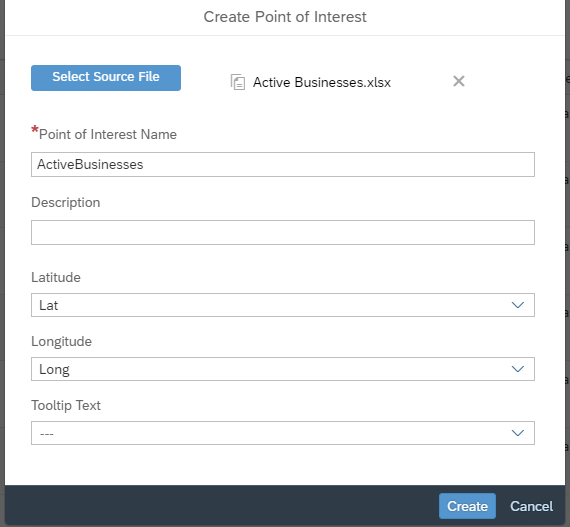 Create Point of Interest
Select Source File
Active Businesses.xlsx
*Point of Interest Name
ActiveBusinesses
Description
Latitude
Lat
Longitude
Long
Tooltip Text
---
Create
Cancel